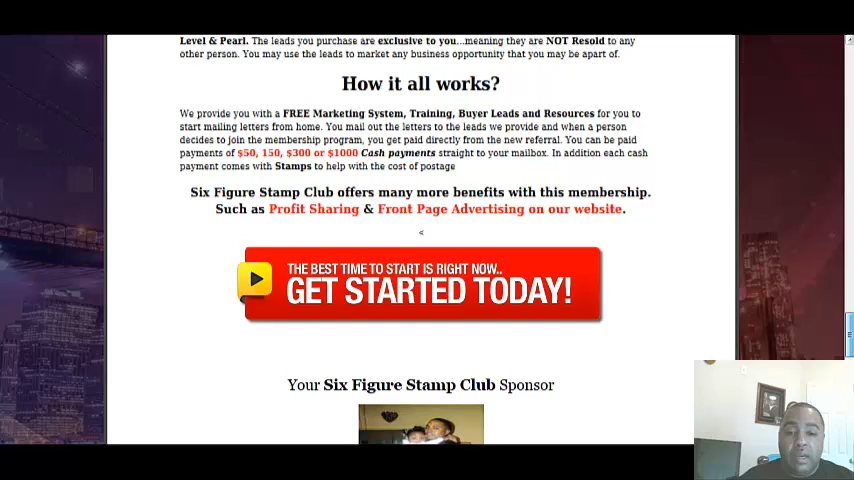 Level & Pearl. The leads you purchase are exclusive to you...meaning they are NOT Resold to any
other person. You may use the leads to market any business opportunity that you may be apart of.
How it all works?
We provide you with a FREE Marketing System, Training, Buyer Leads and Resources for you to
start mailing letters from home. You mail out the letters to the leads we provide and when a person
decides to join the membership program, you get paid directly from the new referral. You can be paid
payments of $50, 150, $300 or $1000 Cash payments straight to your mailbox. In addition each cash
payment comes with Stamps to help with the cost of postage
Six Figure Stamp Club offers many more benefits with this membership.
Such as Profit Sharing & Front Page Advertising on our website.
<
THE BEST TIME TO START IS RIGHT NOW..
GET STARTED TODAY!
Your Six Figure Stamp Club Sponsor